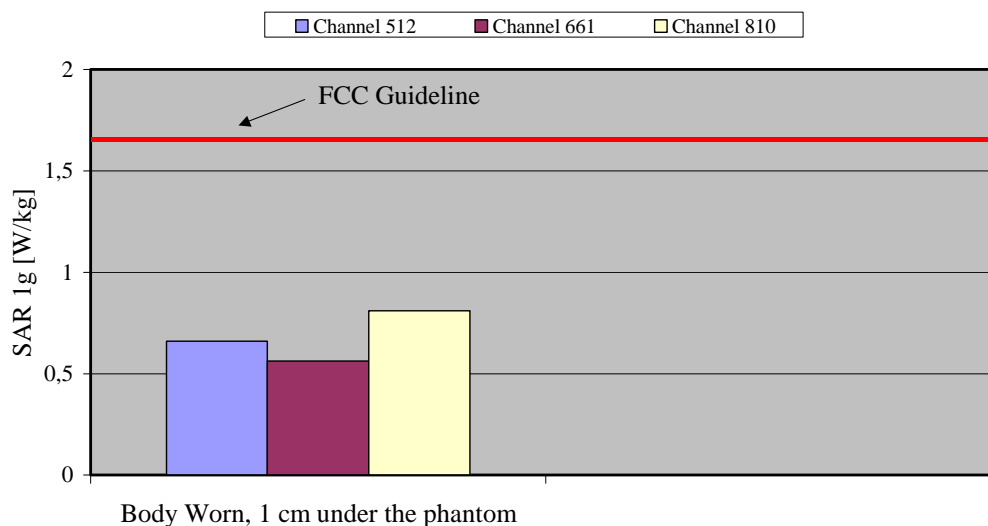 Channel 512 Channel 661 Channel 810
2
FCC Guideline
1,5
SAR 1g [W/kg]
1
0,5
0
Body Worn, 1 cm under the phantom